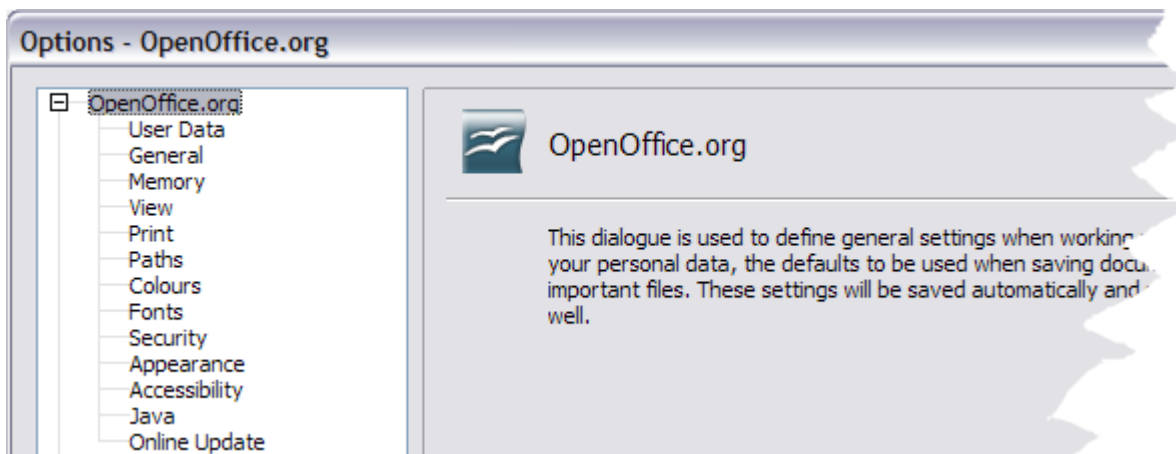 Options - OpenOffice.org
OpenOffice.org
User Data
General
Memory
View
Print
Paths
Colours
Fonts
Security
Appearance
Accessibility
Java
Online Update
OpenOffice.org
This dialogue is used to define general settings when working
your personal data, the defaults to be used when saving
important files. These settings will be saved automatically and
well.